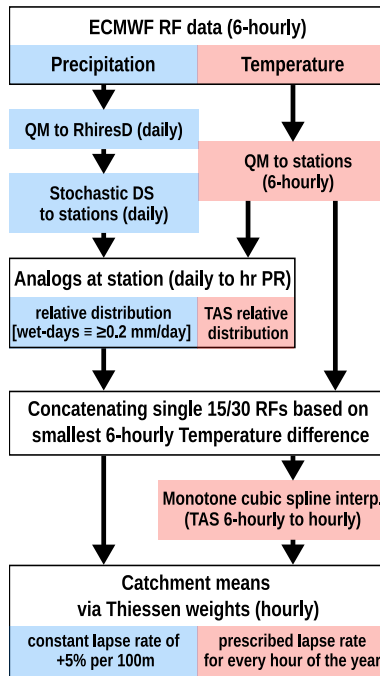 ECMWF RF data (6-hourly)
Precipitation
Temperature
QM to RhiresD (daily)
QM to stations
(6-hourly)
Stochastic DS
to stations (daily)
Analogs at station (daily to hr PR)
relative distribution
[wet-days ≡ ≥0.2 mm/day]
TAS relative
distribution
Concatenating single 15/30 RFs based on
smallest 6-hourly Temperature difference
Monotone cubic spline interp.
(TAS 6-hourly to hourly)
Catchment means
via Thiessen weights (hourly)
constant lapse rate of
+5% per 100m
prescribed lapse rate
for every hour of the year